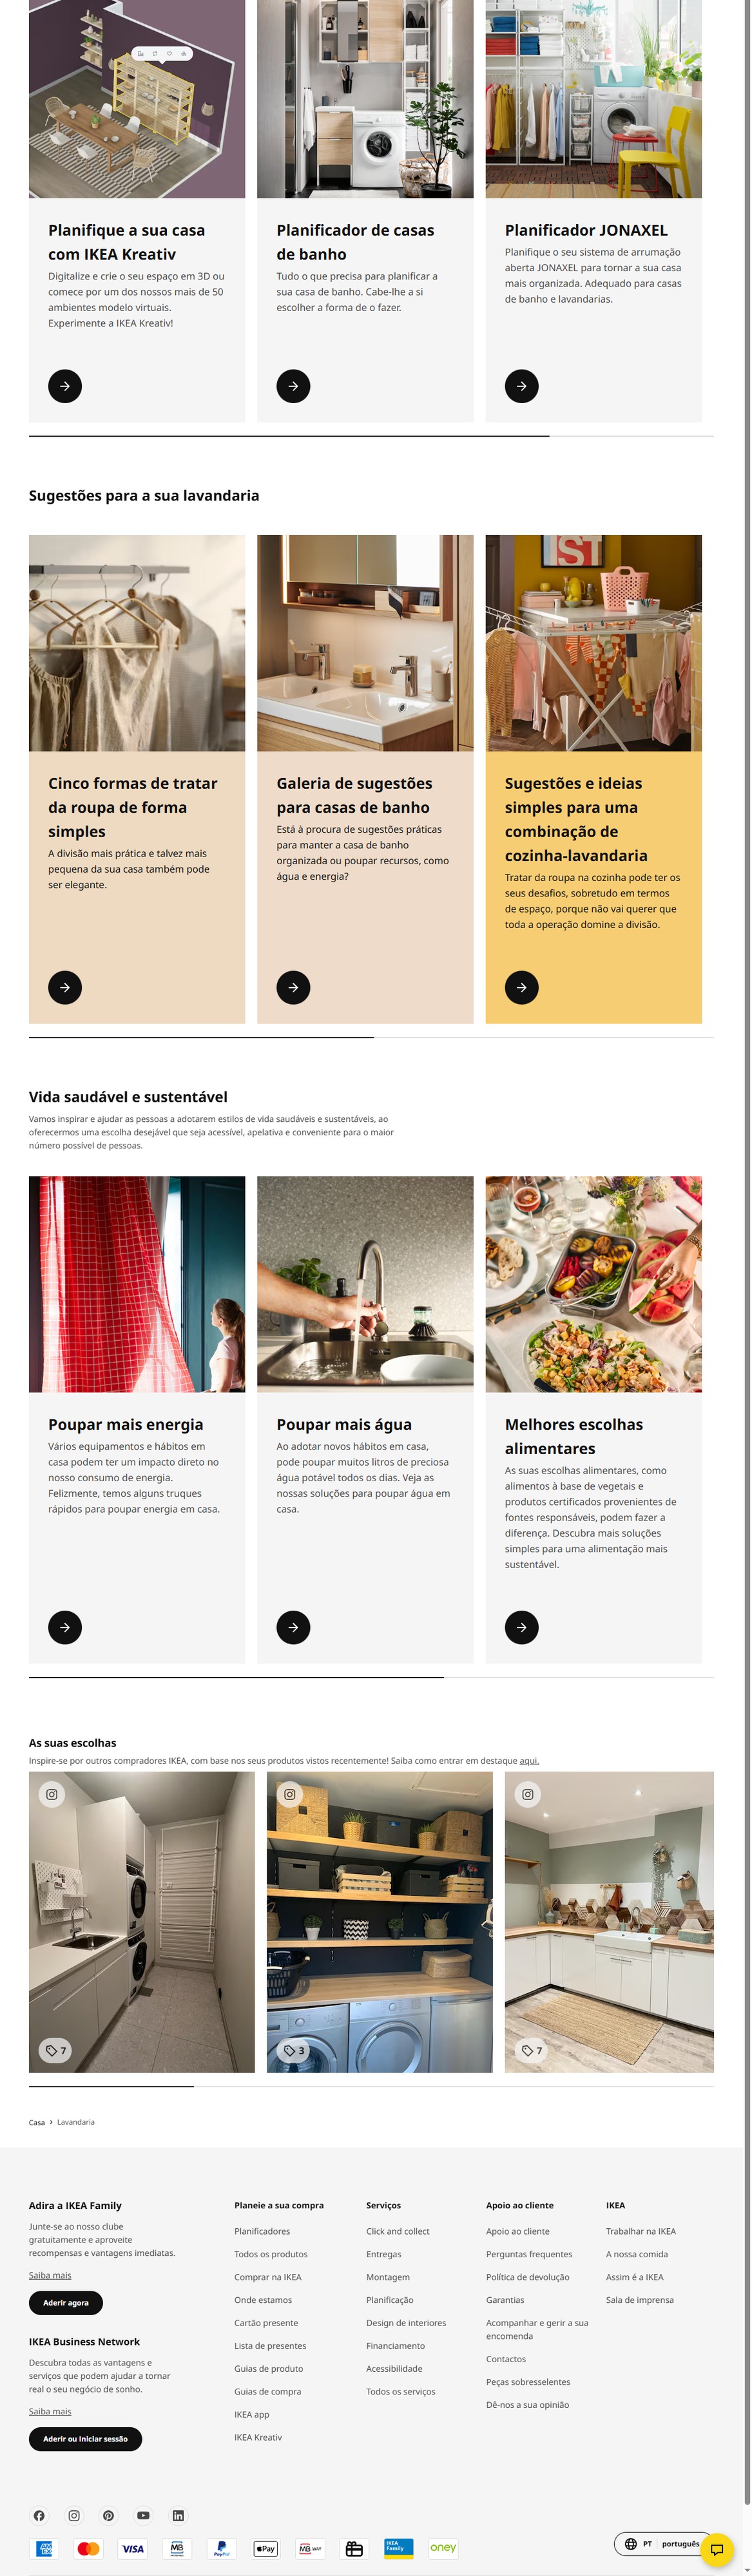 Planifique a sua casa
com IKEA Kreativ
Digitalize e crie o seu espaço em 3D ou
comece por um dos nossos mais de 50
ambientes modelo virtuais.
Experimente a IKEA Kreativ!
Planificador de casas
de banho
Tudo o que precisa para planificar a
sua casa de banho. Cabe-lhe a si
escolher a forma de o fazer.
Planificador JONAXEL
Planifique o seu sistema de arrumação
aberta JONAXEL para tornar a sua casa
mais organizada. Adequado para casas
de banho e lavandarias.
Sugestões para a sua lavandaria
Cinco formas de tratar
da roupa de forma
simples
A divisão mais prática e talvez mais
pequena da sua casa também pode
ser elegante.
Galeria de sugestões
para casas de banho
Está à procura de sugestões práticas
para manter a casa de banho
organizada ou poupar recursos, como
água e energia?
Sugestões e ideias
simples para uma
combinação de
cozinha-lavandaria
Tratar da roupa na cozinha pode ter os
seus desafios, sobretudo em termos
de espaço, porque não vai querer que
toda a operação domine a divisão.
Vida saudável e sustentável
Vamos inspirar e ajudar as pessoas a adotarem estilos de vida saudáveis e sustentáveis, ao
oferecermos uma escolha desejável que seja acessível, apelativa e conveniente para o maior
número possível de pessoas.
Poupar mais energia
Vários equipamentos e hábitos em
casa podem ter um impacto direto no
nosso consumo de energia.
Felizmente, temos alguns truques
rápidos para poupar energia em casa.
Poupar mais água
Ao adotar novos hábitos em casa,
pode poupar muitos litros de preciosa
água potável todos os dias. Veja as
nossas soluções para poupar água em
casa.
Melhores escolhas
alimentares
As suas escolhas alimentares, como
alimentos à base de vegetais e
produtos certificados provenientes de
fontes responsáveis, podem fazer a
diferença. Descubra mais soluções
simples para uma alimentação mais
sustentável.
As suas escolhas
Inspire-se por outros compradores IKEA, com base nos seus produtos vistos recentemente! Saiba como entrar em destaque aqui.
7
3
7
Casa › Lavandaria
Adira a IKEA Family
Junte-se ao nosso clube
gratuitamente e aproveite
recompensas e vantagens imediatas.
Saiba mais
Aderir agora
IKEA Business Network
Descubra todas as vantagens e
serviços que podem ajudar a tornar
real o seu negócio de sonho.
Saiba mais
Aderir ou Iniciar sessão
Planeie a sua compra
Planificadores
Todos os produtos
Comprar na IKEA
Onde estamos
Cartão presente
Lista de presentes
Guias de produto
Guias de compra
IKEA app
IKEA Kreativ
Serviços
Click and collect
Entregas
Montagem
Planificação
Design de interiores
Financiamento
Acessibilidade
Todos os serviços
Apoio ao cliente
Apoio ao cliente
Perguntas frequentes
Política de devolução
Garantias
Acompanhar e gerir a sua
encomenda
Contactos
Peças sobresselentes
Dê-nos a sua opinião
IKEA
Trabalhar na IKEA
A nossa comida
Assim é a IKEA
Sala de imprensa
VISA
MB
PayPal
Pay
MB WAY
IKEA
Family
oney
PT
português